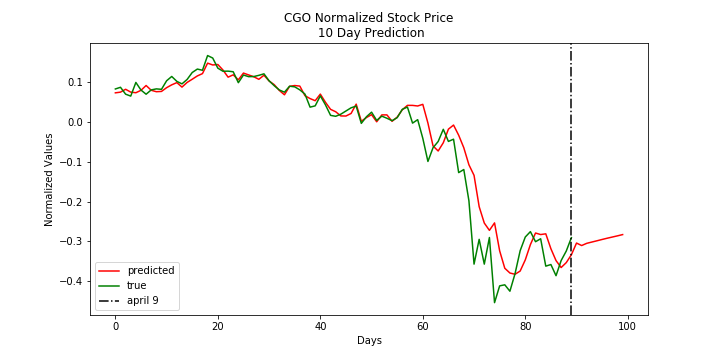 CGO Normalized Stock Price
10 Day Prediction
Normalized Values
0.1
0.0
−0.1
−0.2
−0.3
−0.4
predicted
true
april 9
0 20 40 60 80 100
Days